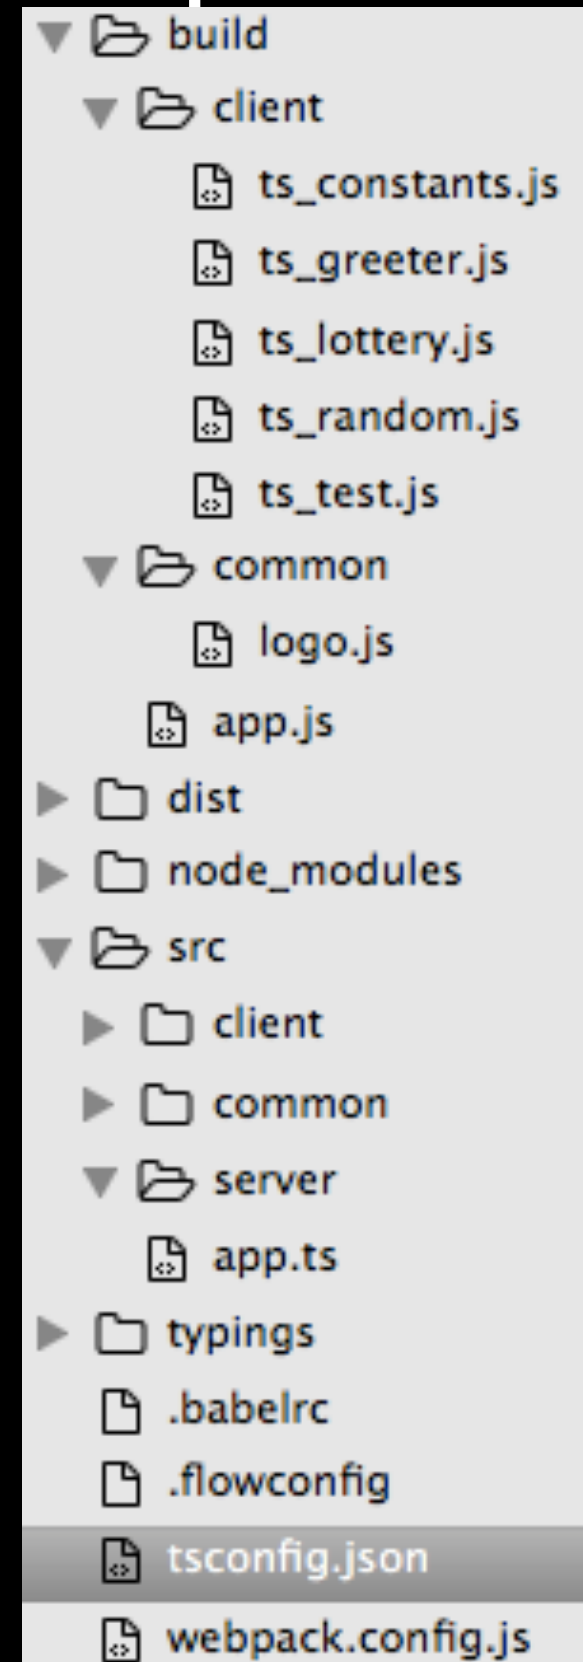 build
client
ts_constants.js
ts_greeter.js
ts_lottery.js
ts_random.js
ts_test.js
common
logo.js
app.js
dist
node_modules
src
client
common
server
app.ts
typings
.babelrc
.flowconfig
tsconfig.json
webpack.config.js